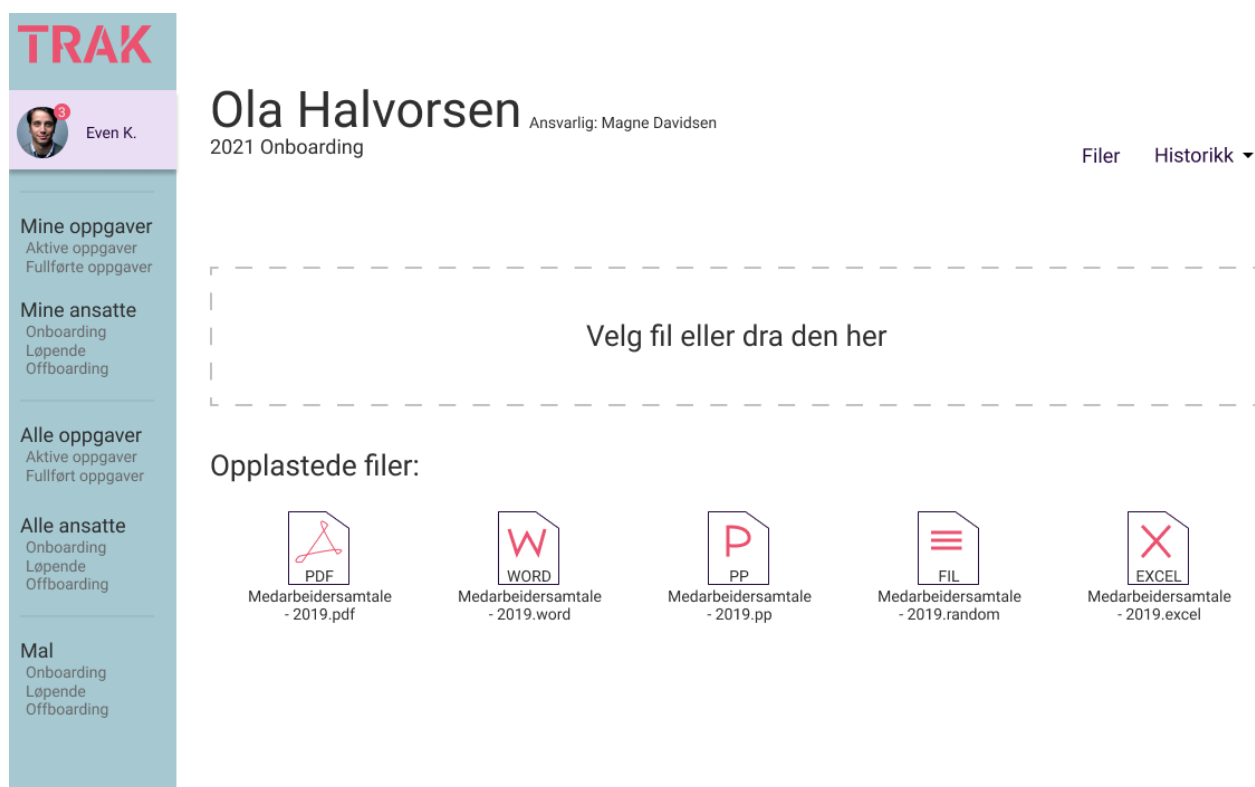 TRAK
3
Even K.
Mine oppgaver
Aktive oppgaver
Fullførte oppgaver
Mine ansatte
Onboarding
Løpende
Offboarding
Alle oppgaver
Aktive oppgaver
Fullført oppgaver
Alle ansatte
Onboarding
Løpende
Offboarding
Mal
Onboarding
Løpende
Offboarding
Ola Halvorsen Ansvarlig: Magne Davidsen
2021 Onboarding
Filer Historikk
Velg fil eller dra den her
Opplastede filer:
PDF
Medarbeidersamtale
- 2019.pdf
W
WORD
Medarbeidersamtale
- 2019.word
P
PP
Medarbeidersamtale
- 2019.pp
FIL
Medarbeidersamtale
- 2019.random
X
EXCEL
Medarbeidersamtale
- 2019.excel